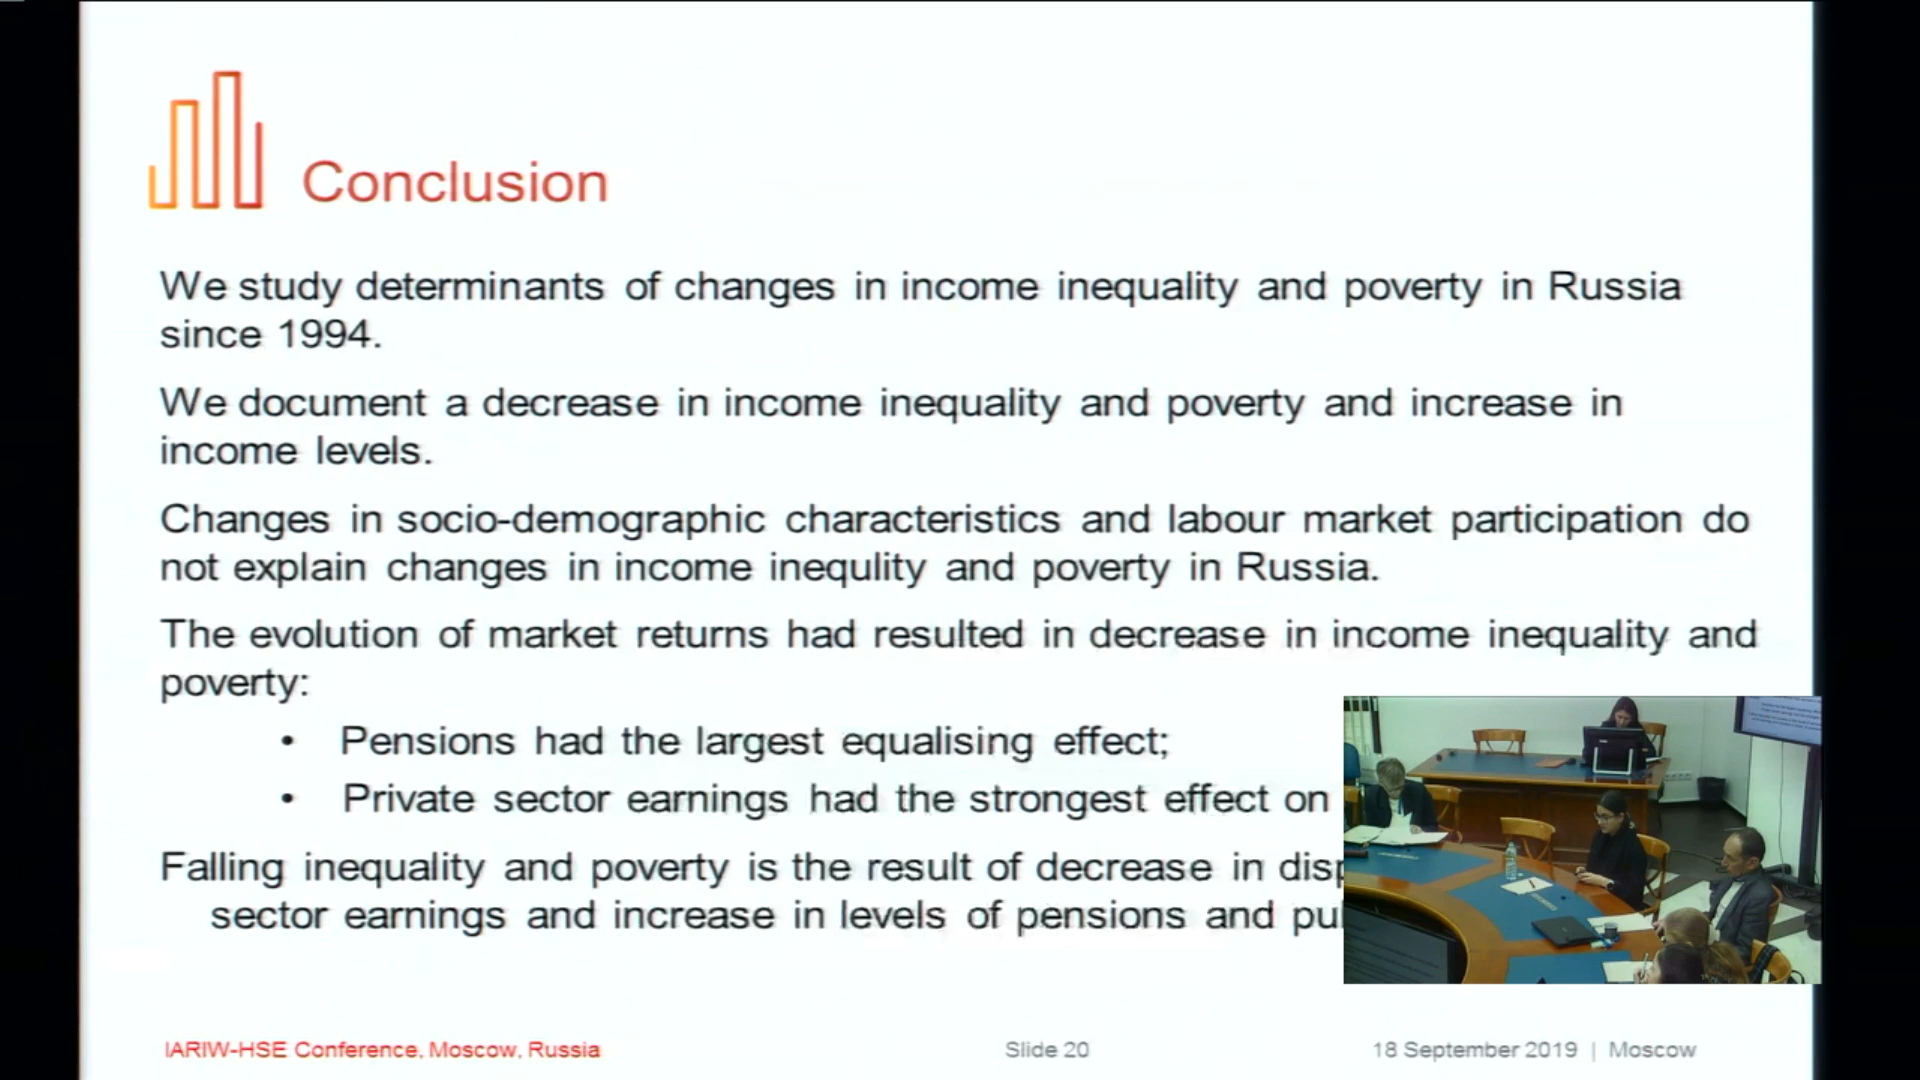 Conclusion
We study determinants of changes in income inequality and poverty in Russia
since 1994.
We document a decrease in income inequality and poverty and increase in
income levels.
Changes in socio-demographic characteristics and labour market participation do
not explain changes in income inequlity and poverty in Russia.
The evolution of market returns had resulted in decrease in income inequality and
poverty:
• Pensions had the largest equalising effect;
• Private sector earnings had the strongest effect on
Falling inequality and poverty is the result of decrease in
sector earnings and increase in levels of pensions and
IARIW-HSE Conference, Moscow, Russia
Slide 20
18 September 2019 | Moscow